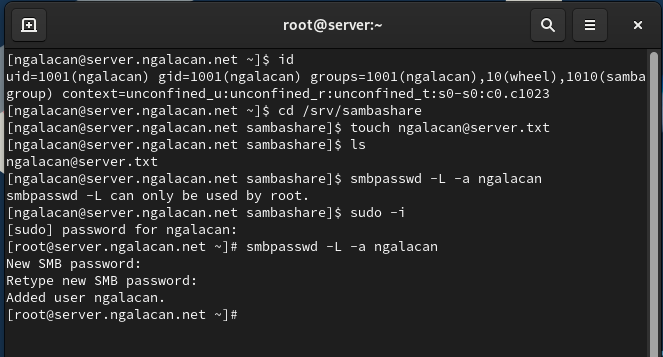 root@server:~
[ngalacan@server.ngalacan.net ~]$ id
uid=1001(ngalacan) gid=1001(ngalacan) groups=1001(ngalacan),10(wheel),1010(samba
group) context=unconfined_u:unconfined_r:unconfined_t:s0-s0:c0.c1023
[ngalacan@server.ngalacan.net ~]$ cd /srv/sambashare
[ngalacan@server.ngalacan.net sambashare]$ touch ngalacan@server.txt
[ngalacan@server.ngalacan.net sambashare]$ ls
ngalacan@server.txt
[ngalacan@server.ngalacan.net sambashare]$ smbpasswd -L -a ngalacan
smbpasswd -L can only be used by root.
[ngalacan@server.ngalacan.net sambashare]$ sudo -i
[sudo] password for ngalacan:
[root@server.ngalacan.net ~]# smbpasswd -L -a ngalacan
New SMB password:
Retype new SMB password:
Added user ngalacan.
[root@server.ngalacan.net ~]#